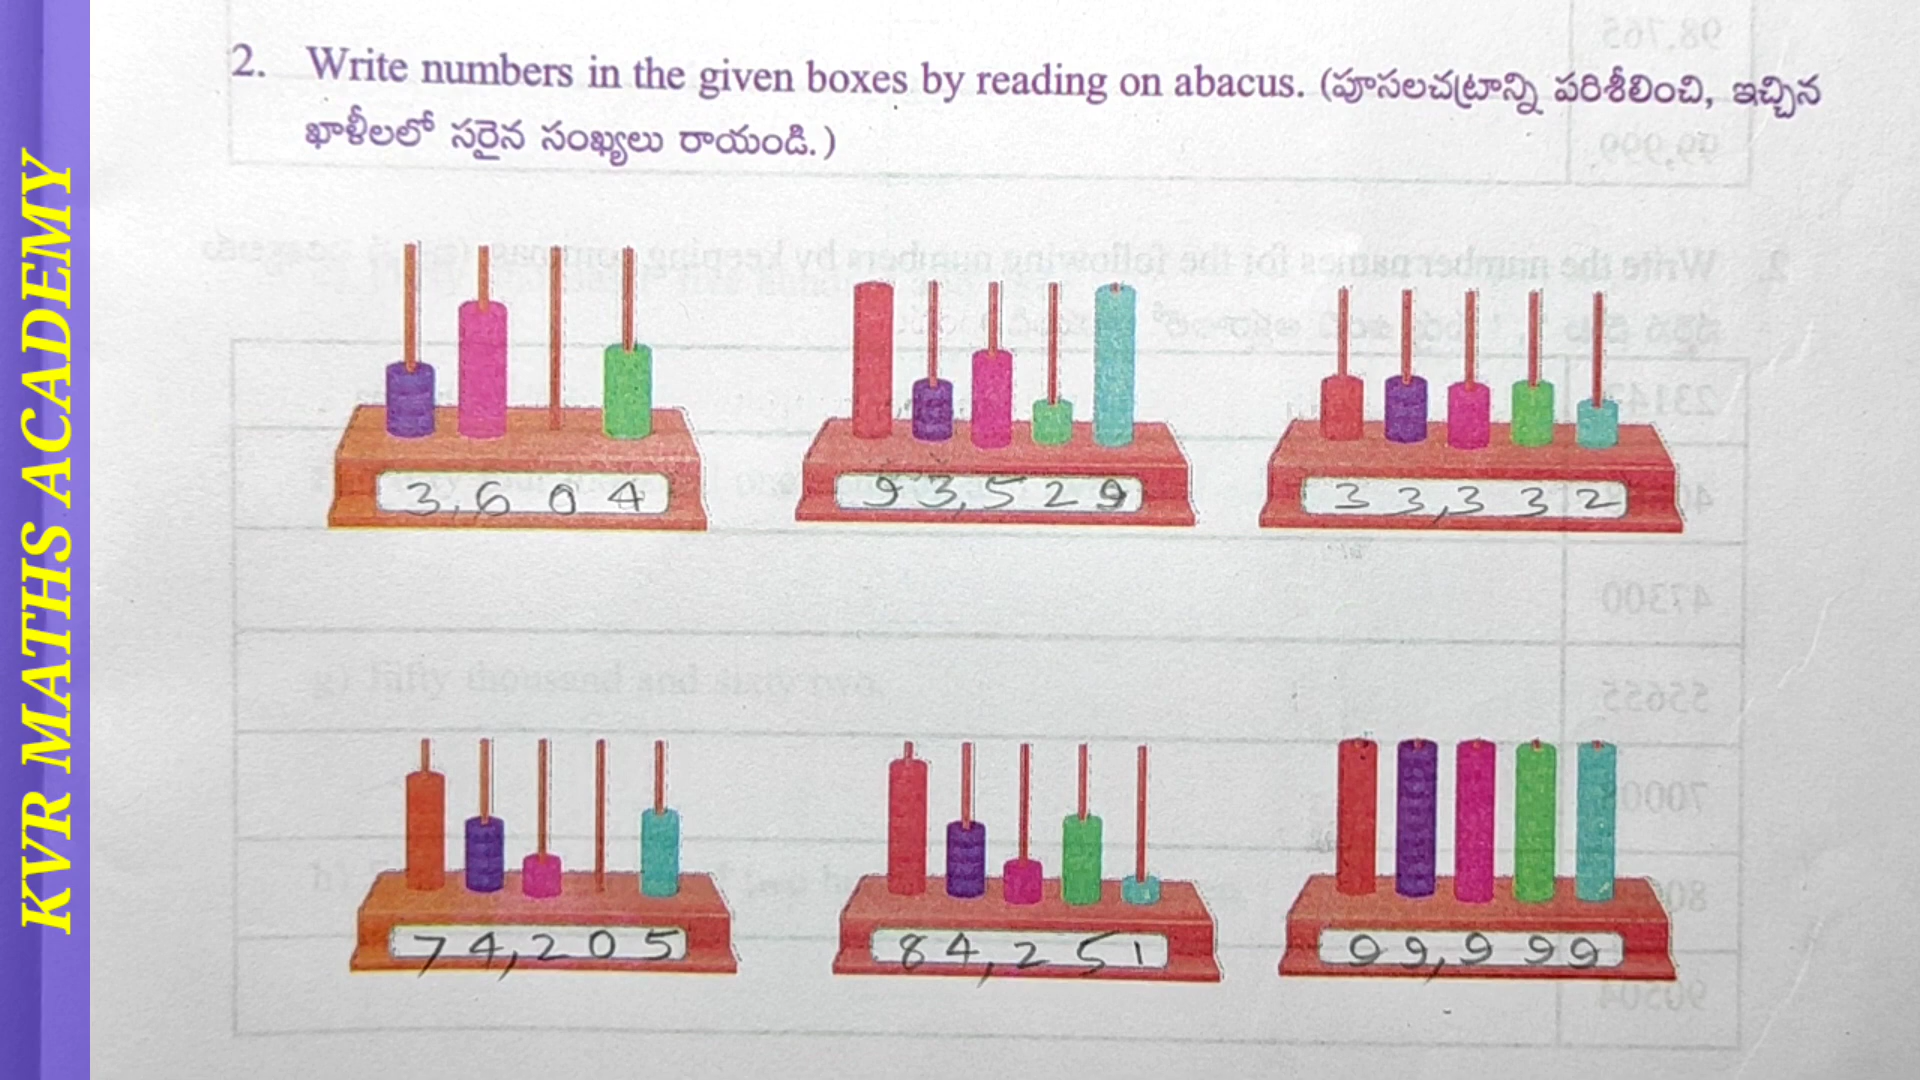 KVR MATHS ACADEMY
2. Write numbers in the given boxes by reading on abacus. (పూసలచట్రాన్ని పరిశీలించి, ఇచ్చిన
ఖాళీలలో సరైన సంఖ్యలు రాయండి.)
3,604 93,529 33,332
74,205 84,251 99,999